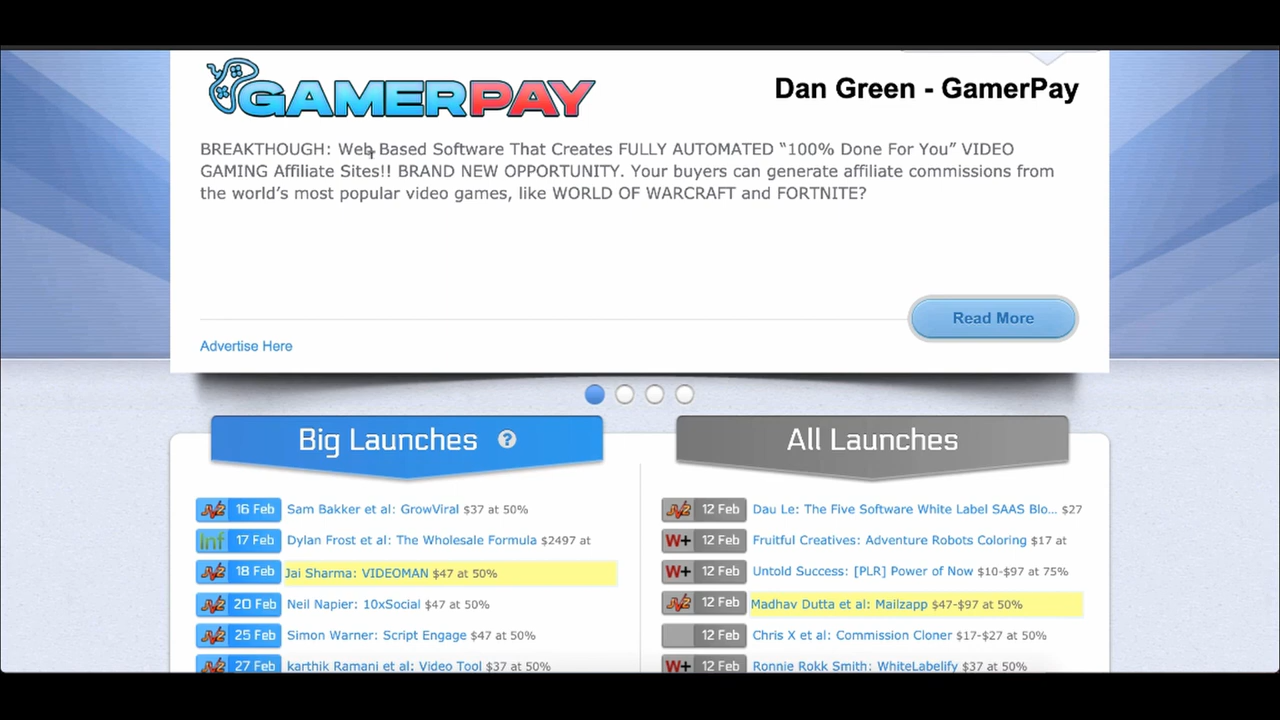 GAMERPAY
Dan Green - GamerPay
BREAKTHOUGH: Web Based Software That Creates FULLY AUTOMATED “100% Done For You” VIDEO
GAMING Affiliate Sites!! BRAND NEW OPPORTUNITY. Your buyers can generate affiliate commissions from
the world’s most popular video games, like WORLD OF WARCRAFT and FORTNITE?
Read More
Advertise Here
Big Launches ?
JV2 16 Feb Sam Bakker et al: GrowViral $37 at 50%
Inf 17 Feb Dylan Frost et al: The Wholesale Formula $2497 at
JV2 18 Feb Jai Sharma: VIDEOMAN $47 at 50%
JV2 20 Feb Neil Napier: 10xSocial $47 at 50%
JV2 25 Feb Simon Warner: Script Engage $47 at 50%
JV2 27 Feb karthik Ramani et al: Video Tool $37 at 50%
All Launches
JV2 12 Feb Dau Le: The Five Software White Label SAAS Blo... $27
W+ 12 Feb Fruitful Creatives: Adventure Robots Coloring $17 at
W+ 12 Feb Untold Success: [PLR] Power of Now $10-$97 at 75%
JV2 12 Feb Madhav Dutta et al: Mailzapp $47-$97 at 50%
12 Feb Chris X et al: Commission Cloner $17-$27 at 50%
W+ 12 Feb Ronnie Rokk Smith: WhiteLabelify $37 at 50%